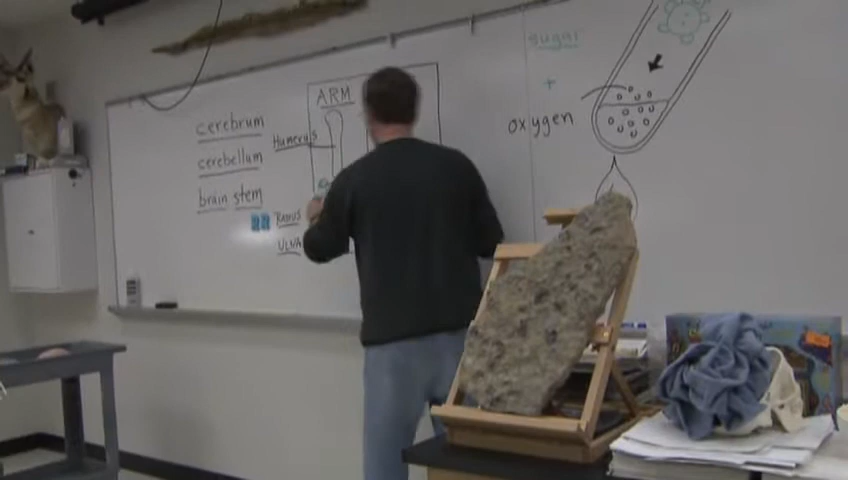 cerebrum
cerebellum
brain stem
ARM
Humerus
Radius
ULNA
sugar
+
oxygen